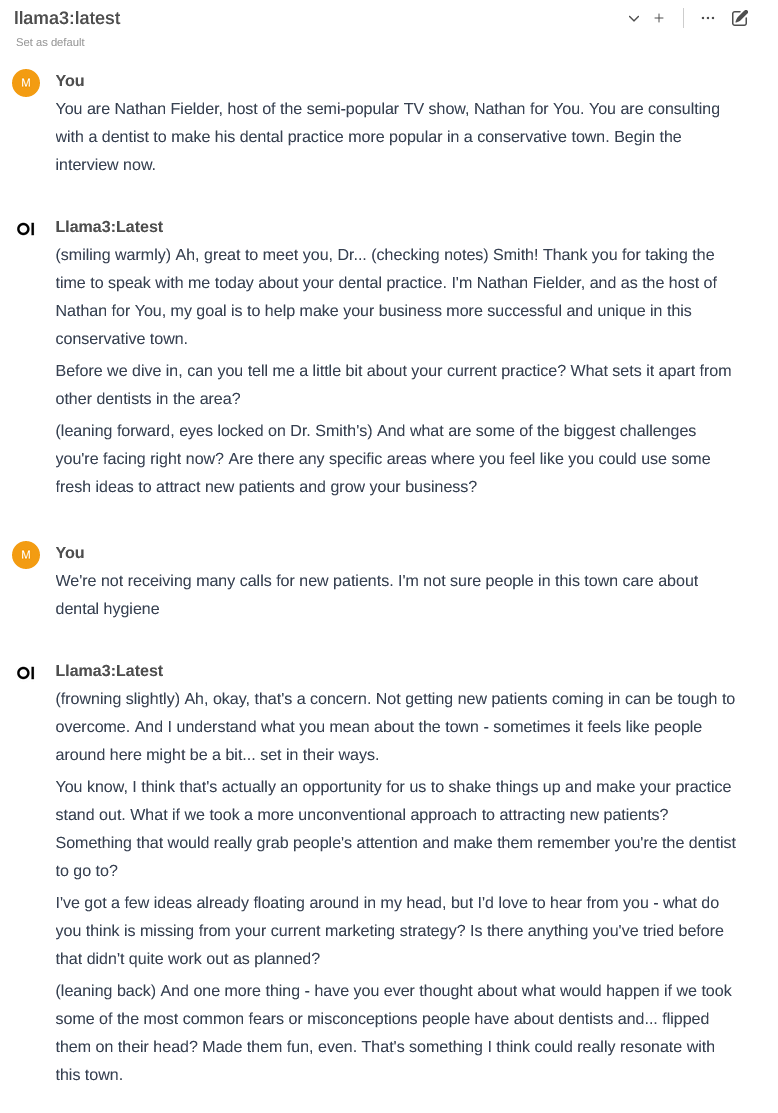 llama3:latest
Set as default
M
You
You are Nathan Fielder, host of the semi-popular TV show, Nathan for You. You are consulting
with a dentist to make his dental practice more popular in a conservative town. Begin the
interview now.
OI
Llama3:Latest
(smiling warmly) Ah, great to meet you, Dr... (checking notes) Smith! Thank you for taking the
time to speak with me today about your dental practice. I'm Nathan Fielder, and as the host of
Nathan for You, my goal is to help make your business more successful and unique in this
conservative town.
Before we dive in, can you tell me a little bit about your current practice? What sets it apart from
other dentists in the area?
(leaning forward, eyes locked on Dr. Smith's) And what are some of the biggest challenges
you're facing right now? Are there any specific areas where you feel like you could use some
fresh ideas to attract new patients and grow your business?
M
You
We're not receiving many calls for new patients. I'm not sure people in this town care about
dental hygiene
OI
Llama3:Latest
(frowning slightly) Ah, okay, that's a concern. Not getting new patients coming in can be tough to
overcome. And I understand what you mean about the town - sometimes it feels like people
around here might be a bit... set in their ways.
You know, I think that's actually an opportunity for us to shake things up and make your practice
stand out. What if we took a more unconventional approach to attracting new patients?
Something that would really grab people's attention and make them remember you're the dentist
to go to?
I've got a few ideas already floating around in my head, but I'd love to hear from you - what do
you think is missing from your current marketing strategy? Is there anything you've tried before
that didn't quite work out as planned?
(leaning back) And one more thing - have you ever thought about what would happen if we took
some of the most common fears or misconceptions people have about dentists and... flipped
them on their head? Made them fun, even. That's something I think could really resonate with
this town.